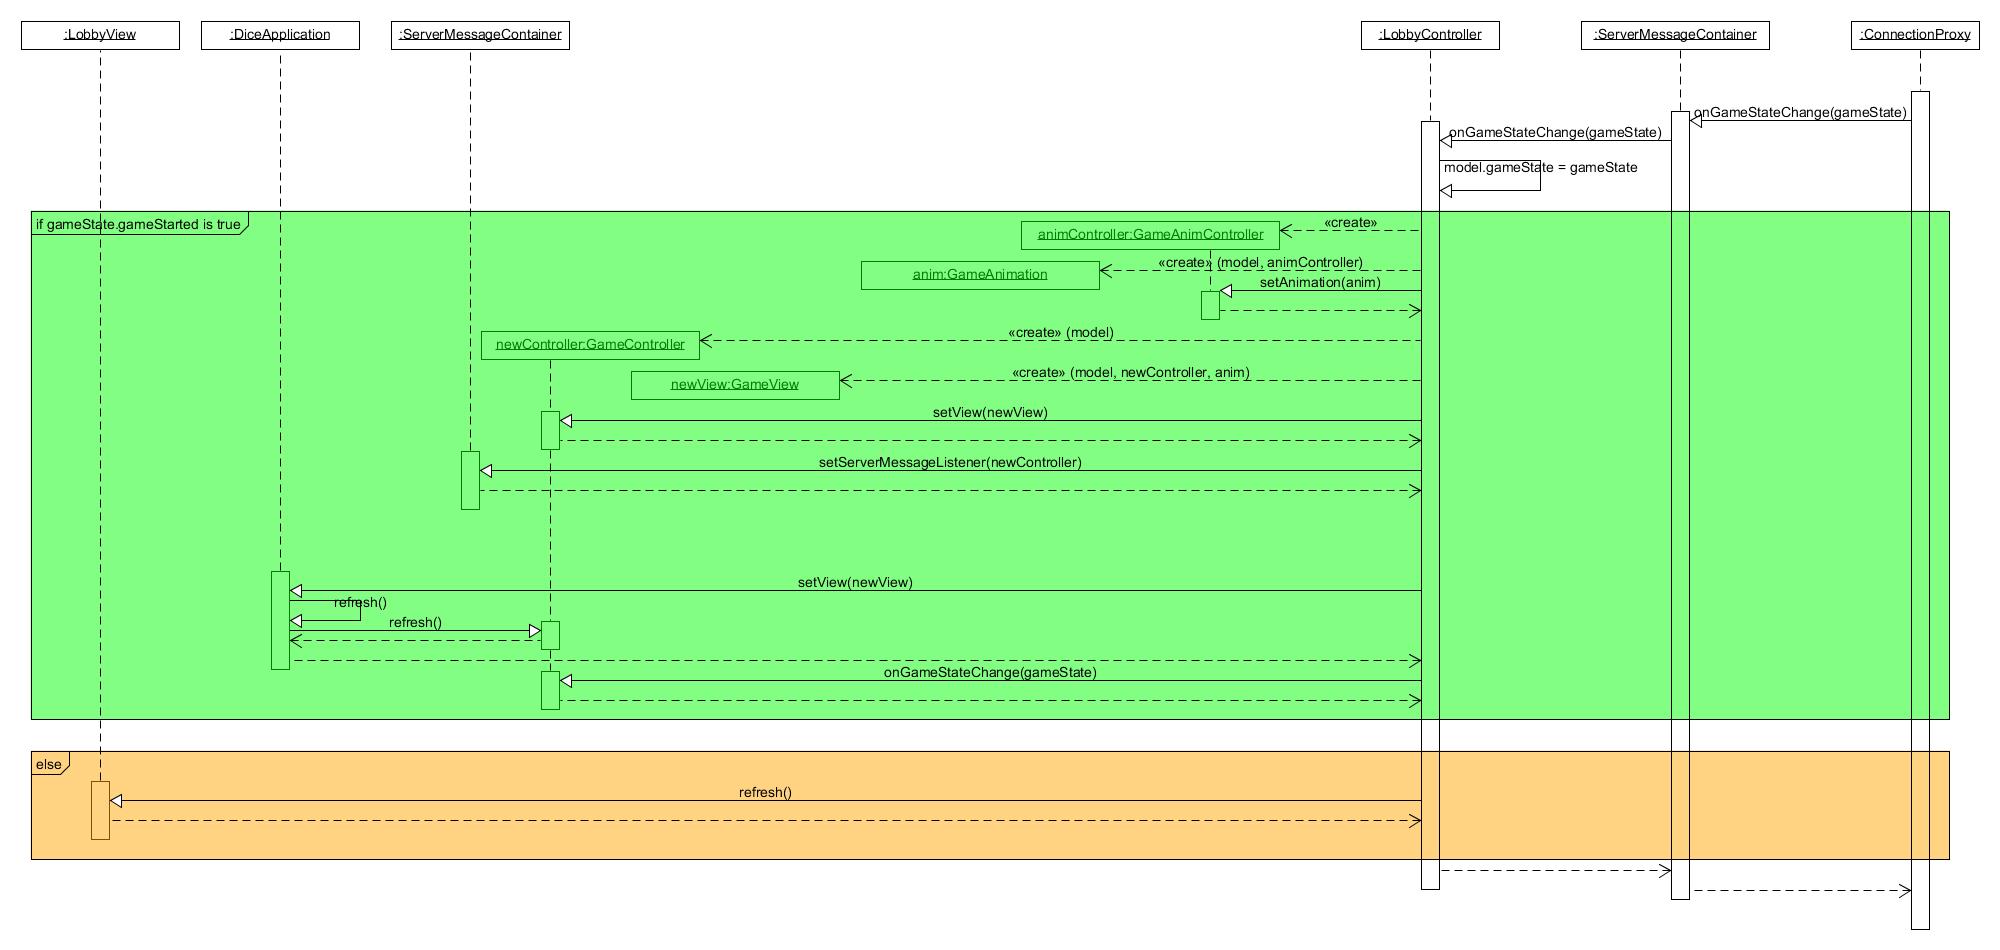 :LobbyView
:DiceApplication
:ServerMessageContainer
:LobbyController
:ServerMessageContainer
:ConnectionProxy
onGameStateChange(gameState)
onGameStateChange(gameState)
model.gameState = gameState
if gameState.gameStarted is true
«create»
animController:GameAnimController
«create» (model, animController)
anim:GameAnimation
setAnimation(anim)
«create» (model)
newController:GameController
«create» (model, newController, anim)
newView:GameView
setView(newView)
setServerMessageListener(newController)
setView(newView)
refresh()
refresh()
onGameStateChange(gameState)
else
refresh()